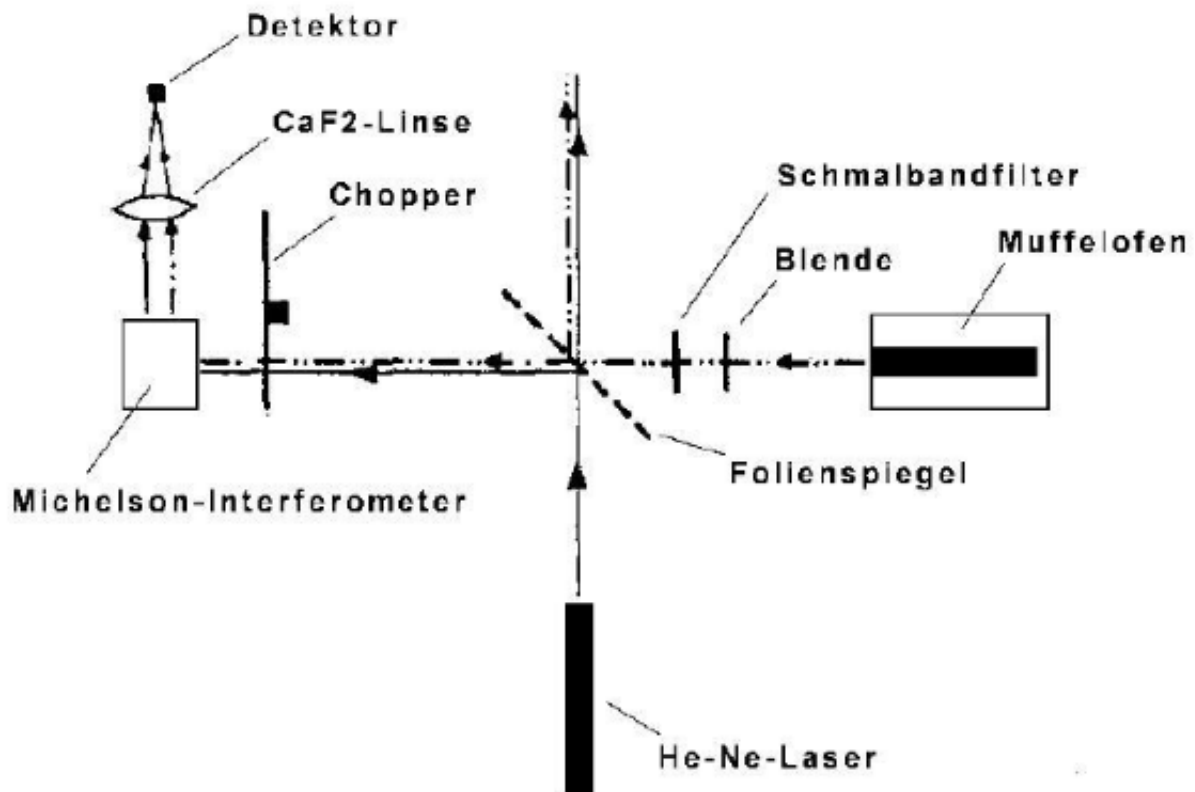 Detektor
CaF2-Linse
Chopper
Schmalbandfilter
Muffelofen
Blende
Folienspiegel
Michelson-Interferometer
He-Ne-Laser